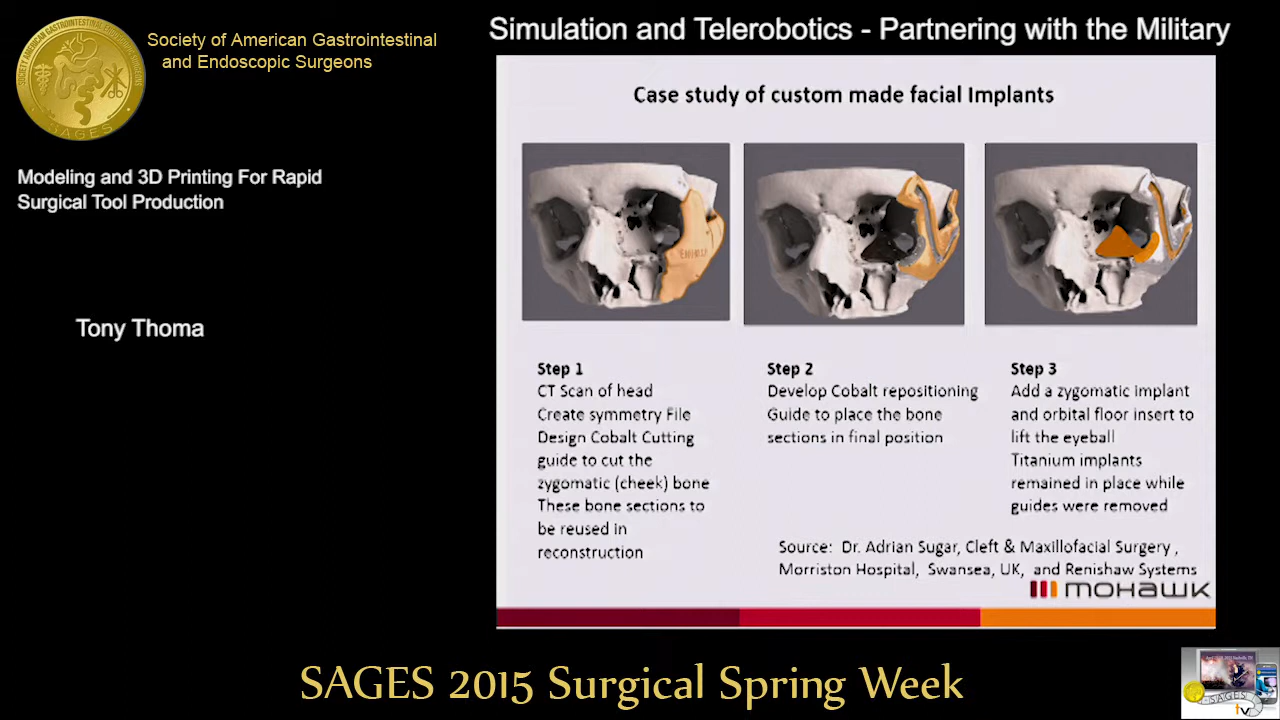 Society of American Gastrointestinal
and Endoscopic Surgeons
SAGES
Modeling and 3D Printing For Rapid
Surgical Tool Production
Tony Thoma
Simulation and Telerobotics - Partnering with the Military
Case study of custom made facial Implants
Step 1
CT Scan of head
Create symmetry File
Design Cobalt Cutting
guide to cut the
zygomatic (cheek) bone
These bone sections to
be reused in
reconstruction
Step 2
Develop Cobalt repositioning
Guide to place the bone
sections in final position
Step 3
Add a zygomatic implant
and orbital floor insert to
lift the eyeball
Titanium implants
remained in place while
guides were removed
Source: Dr. Adrian Sugar, Cleft & Maxillofacial Surgery ,
Morriston Hospital, Swansea, UK, and Renishaw Systems
mohawk
SAGES 2015 Surgical Spring Week
SAGES
tv